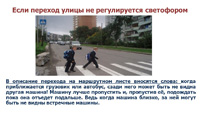 Если переход улицы не регулируется светофором
В описание перехода на маршрутном листе вносятся слова: когда
приближается грузовик или автобус, сзади него может быть не видна
другая машина! Машину лучше пропустить и, пропустив её, подождать
пока она отъедет подальше. Ведь когда машина близко, за ней могут
быть не видны встречные машины.